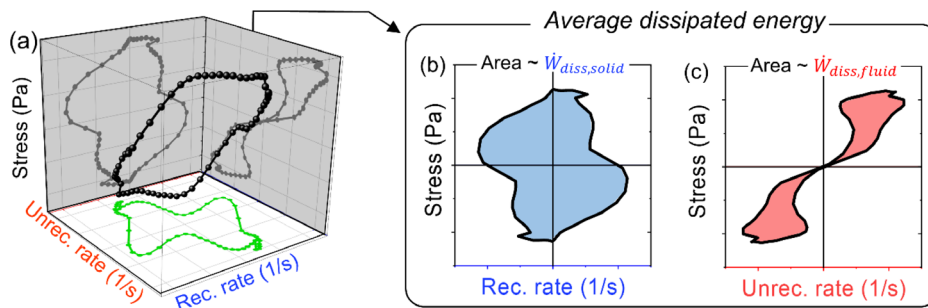 Average dissipated energy
(a)
Stress (Pa)
Unrec. rate (1/s)
Rec. rate (1/s)
(b)
Area ~ Ẇdiss,solid
Stress (Pa)
Rec. rate (1/s)
(c)
Area ~ Ẇdiss,fluid
Stress (Pa)
Unrec. rate (1/s)